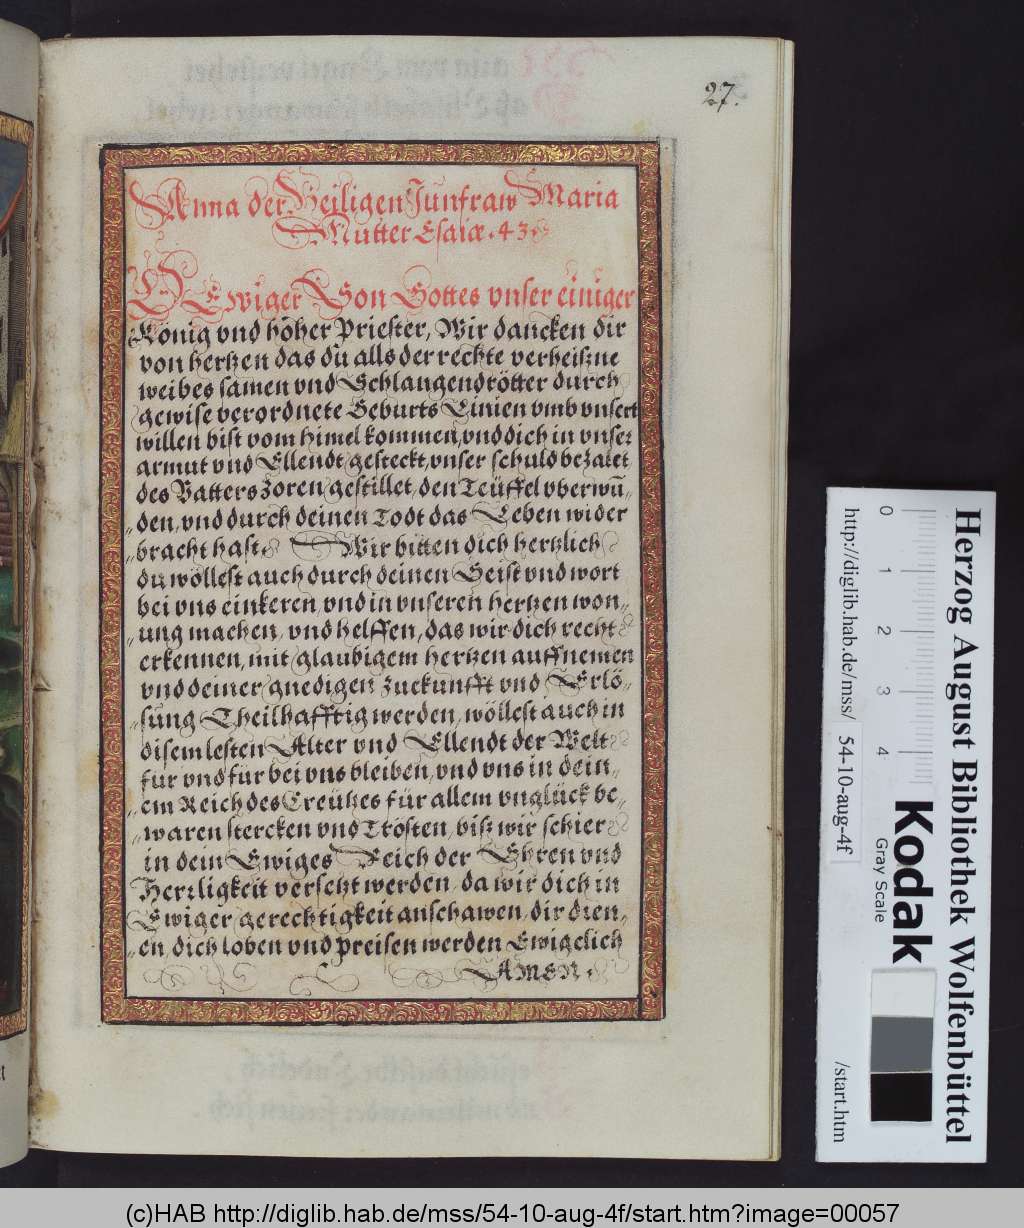 27.
Anna der Heiligen Junfraw Maria
Mutter Esaiæ. 43.
O Ewiger Son Gottes vnser einiger
König vnd höher Priester, Wir dancken dir
von hertzen das du alls der rechte verheißne
weibes samen vnd Schlangendrötter durch
gewise verordnete Geburts Linien vmb vnsert
willen bist vom himel kommen, vnd dich in vnser
armut vnd Ellendt gesteckt, vnser schuld bezalet
des Vatters zoren gestillet, den Teüffel vberwū„
„den, vnd durch deinen Todt das Leben wider
„bracht hast. Wir bitten dich hertzlich
du wöllest auch durch deinen Geist vnd wort
bei vns einkeren, vnd in vnseren hertzen won„
„ung machen, vnd helffen, das wir dich recht
erkennen, mit glaubigem hertzen auffnemen
vnd deiner gnedigen zuekunfft vnd Erlö„
„sung Theilhafftig werden, wöllest auch in
disem lesten Alter vnd Ellendt der Welt
für vnd für bei vns bleiben, vnd vns in dein„
„em Reich des Creützes für allem vnglück be„
„waren stercken vnd Trösten, biß wir schier
in dein Ewiges Reich der Ehren vnd
Herrligkeit versetzt werden, da wir dich in
Ewiger gerechtigkeit anschawen, dir dien„
„en, dich loben vnd preisen werden Ewigclich
AMEN.
Herzog August Bibliothek Wolfenbüttel
http://diglib.hab.de/mss/ 54-10-aug-4f /start.htm
0 1 2 3 4
Kodak
Gray Scale
(c)HAB http://diglib.hab.de/mss/54-10-aug-4f/start.htm?image=00057